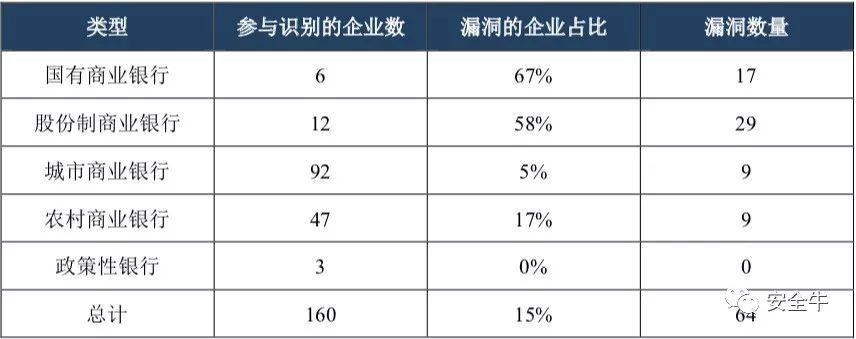 类型 参与识别的企业数 漏洞的企业占比 漏洞数量
国有商业银行 6 67% 17
股份制商业银行 12 58% 29
城市商业银行 92 5% 9
农村商业银行 47 17% 9
政策性银行 3 0% 0
总计 160 15% 64
安全牛